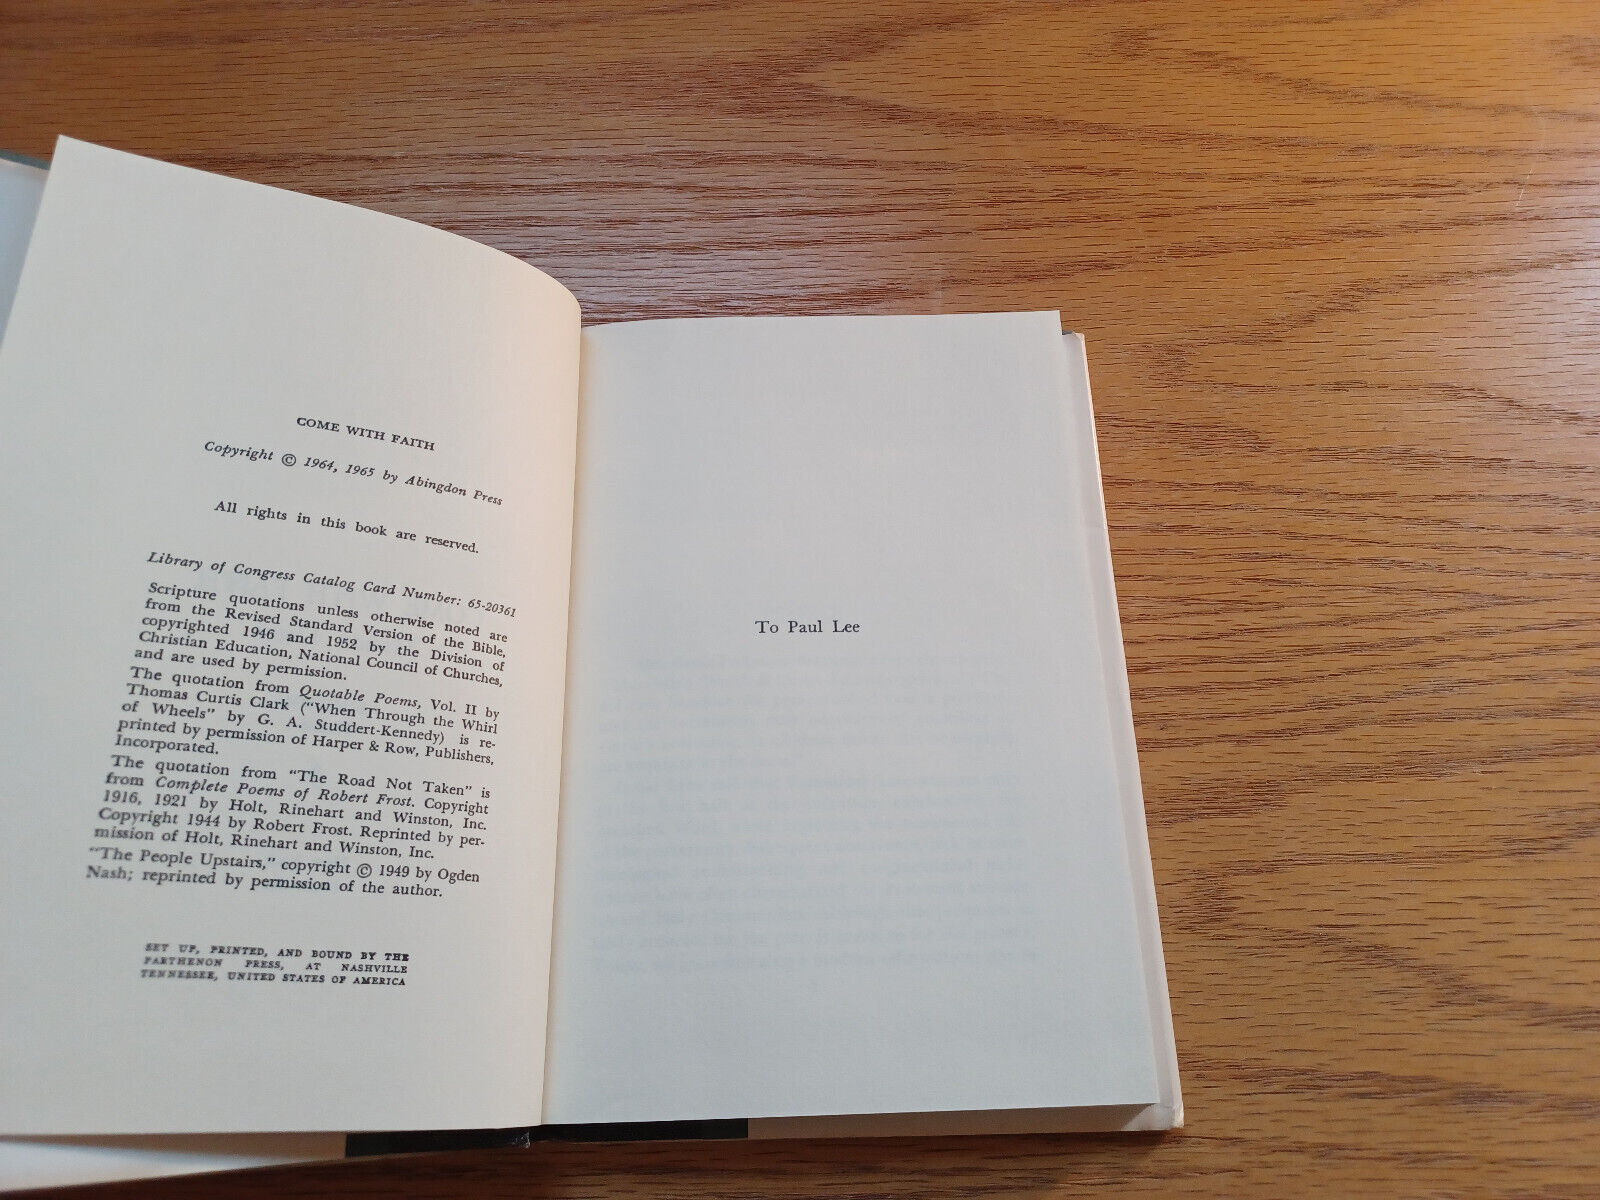 COME WITH FAITH
Copyright © 1964, 1965 by Abingdon Press
All rights in this book are reserved.
Library of Congress Catalog Card Number: 65-20361
Scripture quotations unless otherwise noted are
from the Revised Standard Version of the Bible,
copyrighted 1946 and 1952 by the Division of
Christian Education, National Council of Churches,
and are used by permission.
The quotation from Quotable Poems, Vol. II by
Thomas Curtis Clark ("When Through the Whirl
of Wheels" by G. A. Studdert-Kennedy) is re-
printed by permission of Harper & Row, Publishers,
Incorporated.
The quotation from "The Road Not Taken" is
from Complete Poems of Robert Frost. Copyright
1916, 1921 by Holt, Rinehart and Winston, Inc.
Copyright 1944 by Robert Frost. Reprinted by per-
mission of Holt, Rinehart and Winston, Inc.
"The People Upstairs," copyright © 1949 by Ogden
Nash; reprinted by permission of the author.
SET UP, PRINTED, AND BOUND BY THE
PARTHENON PRESS, AT NASHVILLE
TENNESSEE, UNITED STATES OF AMERICA
To Paul Lee